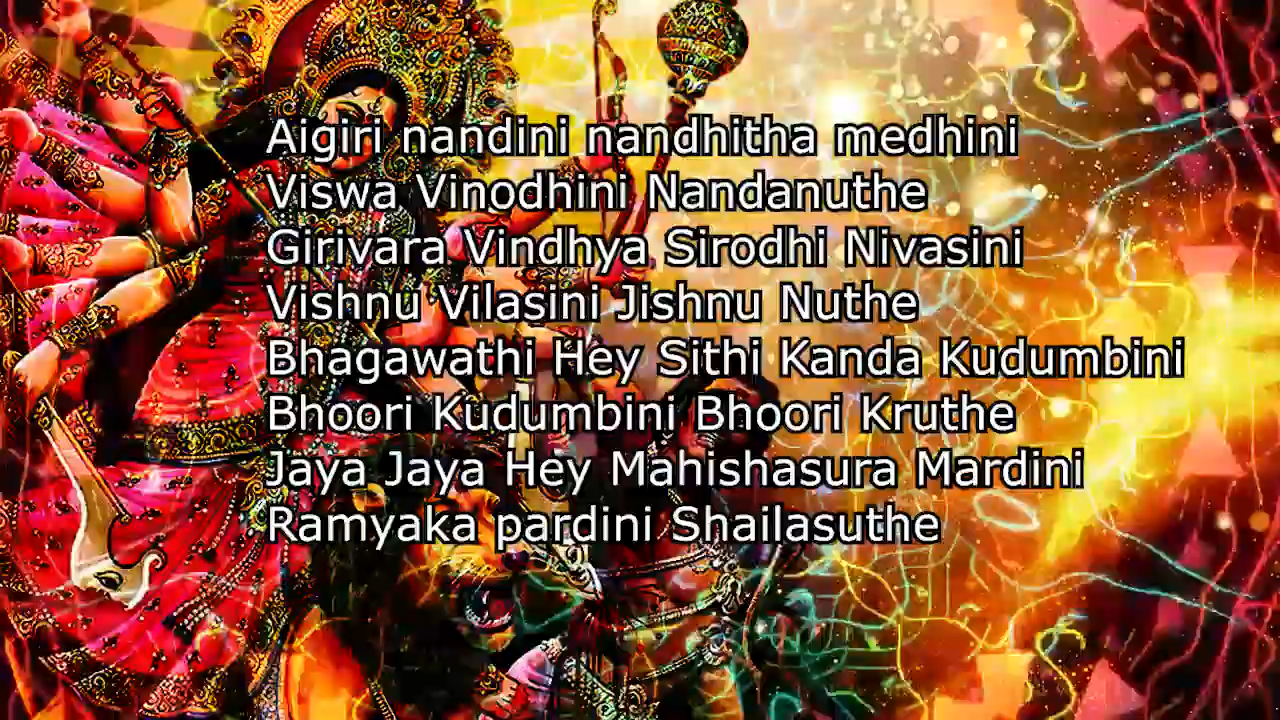 Aigiri nandini nandhitha medhini
Viswa Vinodhini Nandanuthe
Girivara Vindhya Sirodhi Nivasini
Vishnu Vilasini Jishnu Nuthe
Bhagawathi Hey Sithi Kanda Kudumbini
Bhoori Kudumbini Bhoori Kruthe
Jaya Jaya Hey Mahishasura Mardini
Ramyaka pardini Shailasuthe